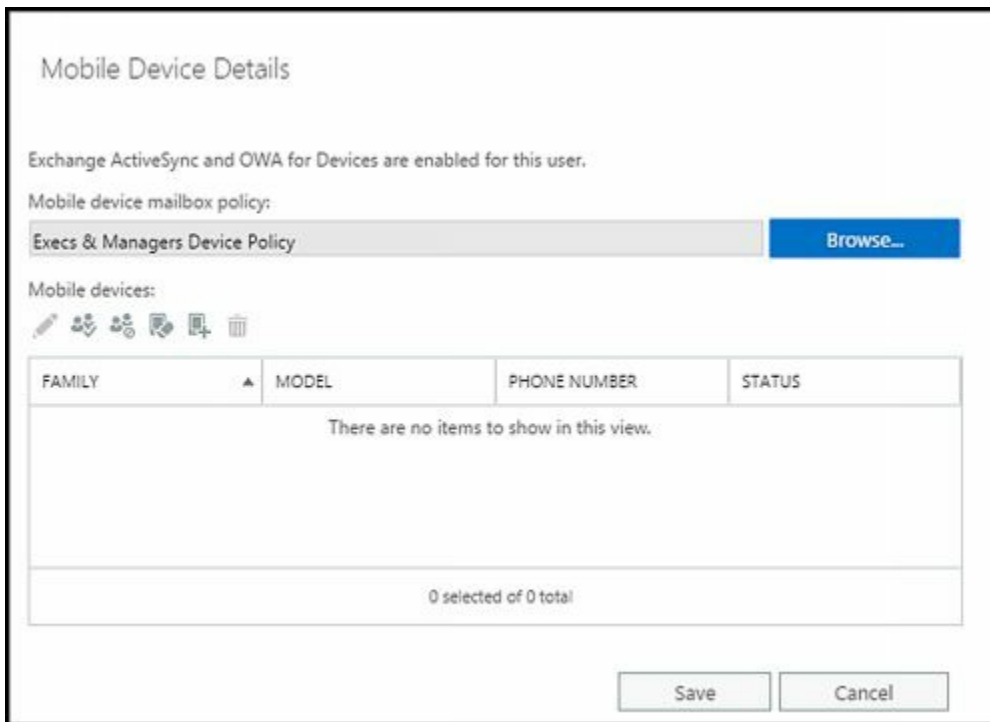 Mobile Device Details
Exchange ActiveSync and OWA for Devices are enabled for this user.
Mobile device mailbox policy:
Execs & Managers Device Policy Browse...
Mobile devices:
FAMILY MODEL PHONE NUMBER STATUS
There are no items to show in this view.
0 selected of 0 total
Save Cancel